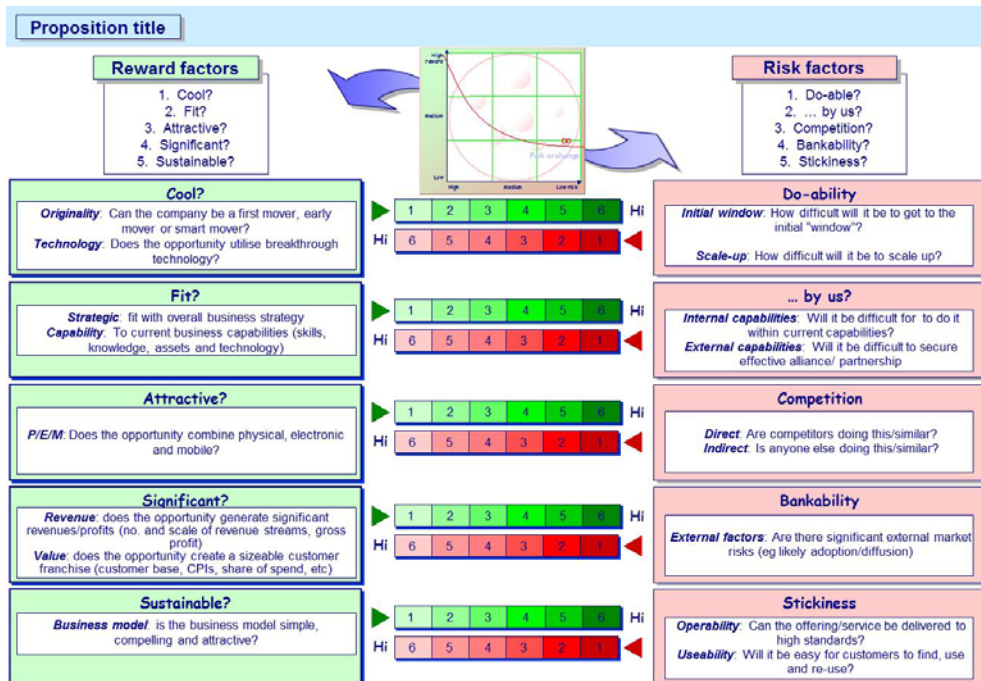 Proposition title
Reward factors
1. Cool?
2. Fit?
3. Attractive?
4. Significant?
5. Sustainable?
High
reward
Medium
Low
High
Medium
Low risk
Park or change
Risk factors
1. Do-able?
2. ... by us?
3. Competition?
4. Bankability?
5. Stickiness?
Cool?
Originality: Can the company be a first mover, early
mover or smart mover?
Technology: Does the opportunity utilise breakthrough
technology?
1 2 3 4 5 6 Hi
Hi 6 5 4 3 2 1
Do-ability
Initial window: How difficult will it be to get to the
initial "window"?
Scale-up: How difficult will it be to scale up?
Fit?
Strategic: fit with overall business strategy
Capability: To current business capabilities (skills,
knowledge, assets and technology)
1 2 3 4 5 6 Hi
Hi 6 5 4 3 2 1
... by us?
Internal capabilities: Will it be difficult for to do it
within current capabilities?
External capabilities: Will it be difficult to secure
effective alliance/ partnership
Attractive?
P/E/M: Does the opportunity combine physical, electronic
and mobile?
1 2 3 4 5 6 Hi
Hi 6 5 4 3 2 1
Competition
Direct: Are competitors doing this/similar?
Indirect: Is anyone else doing this/similar?
Significant?
Revenue: does the opportunity generate significant
revenues/profits (no. and scale of revenue streams, gross
profit)
Value: does the opportunity create a sizeable customer
franchise (customer base, CPIs, share of spend, etc)
1 2 3 4 5 6 Hi
Hi 6 5 4 3 2 1
Bankability
External factors: Are there significant external market
risks (eg likely adoption/diffusion)
Sustainable?
Business model: is the business model simple,
compelling and attractive?
1 2 3 4 5 6 Hi
Hi 6 5 4 3 2 1
Stickiness
Operability: Can the offering/service be delivered to
high standards?
Useability: Will it be easy for customers to find, use
and re-use?